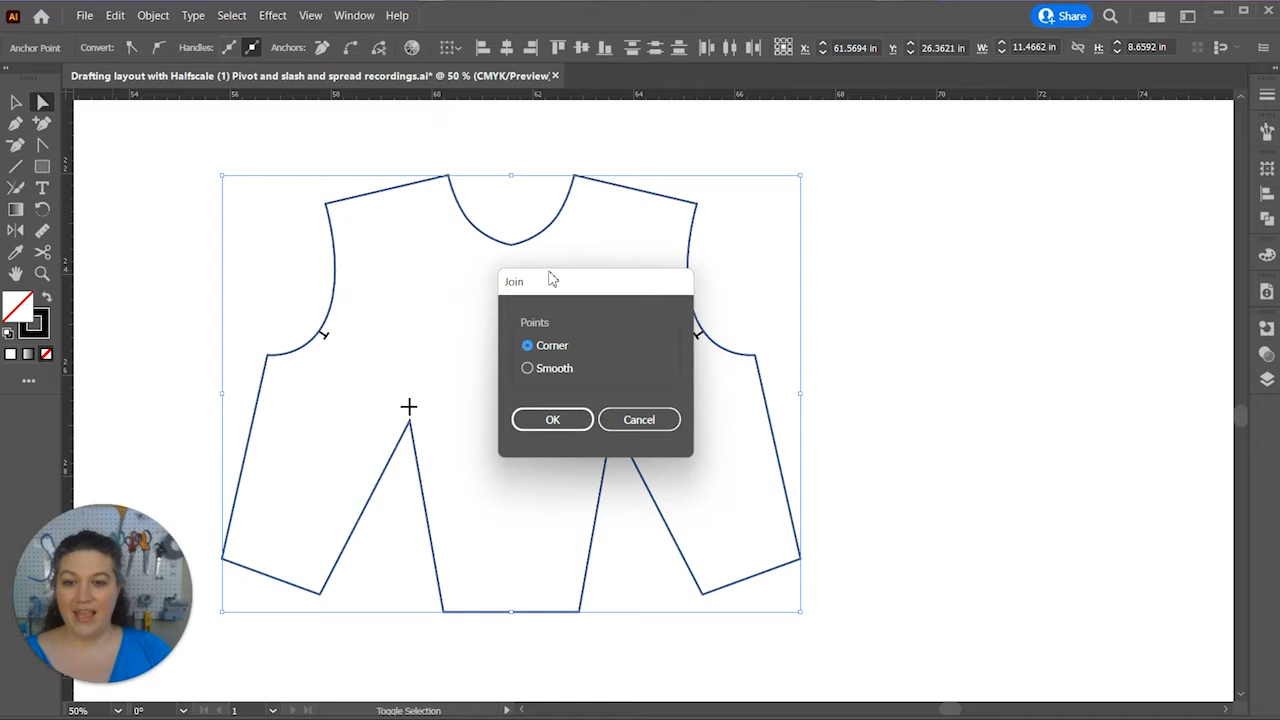 Ai File Edit Object Type Select Effect View Window Help Share
Anchor Point Convert: Handles: Anchors: X: 61.5694 in Y: 26.3621 in W: 11.4662 in H: 8.6592 in
Drafting layout with Halfscale (1) Pivot and slash and spread recordings.ai* @ 50 % (CMYK/Preview)
54 56 58 60 62 64 66 68 70 72 74
Join
Points
Corner
Smooth
OK Cancel
50% 0° 1 Toggle Selection